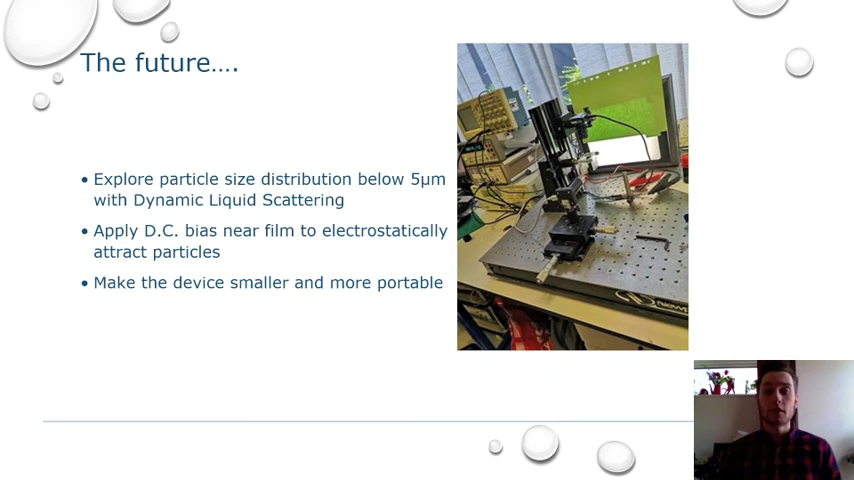 The future....
• Explore particle size distribution below 5µm
with Dynamic Liquid Scattering
• Apply D.C. bias near film to electrostatically
attract particles
• Make the device smaller and more portable